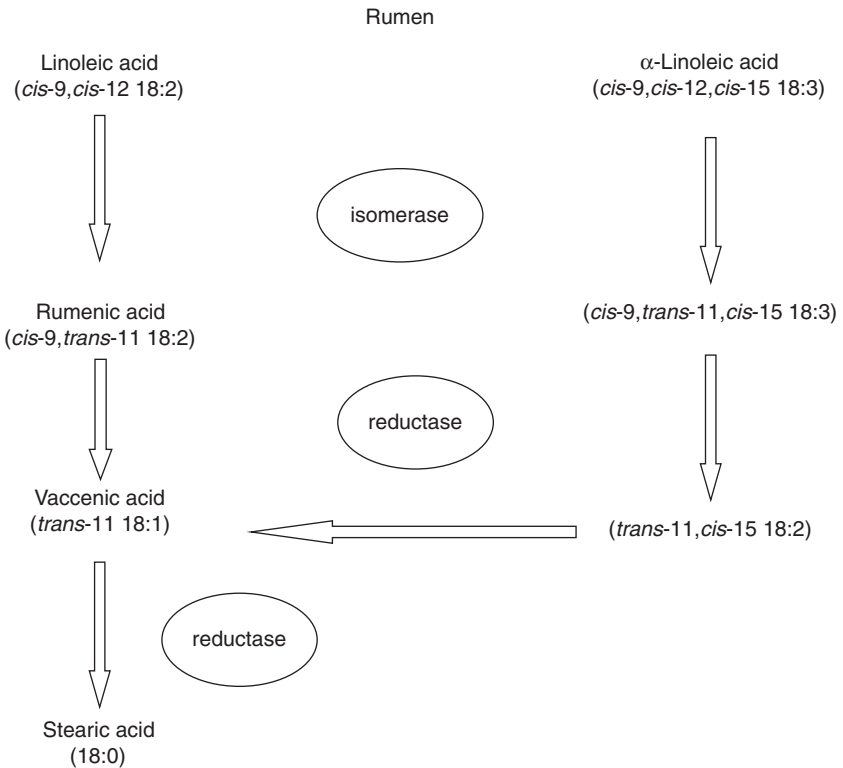 Rumen
Linoleic acid
(cis-9,cis-12 18:2)
α-Linoleic acid
(cis-9,cis-12,cis-15 18:3)
isomerase
Rumenic acid
(cis-9,trans-11 18:2)
(cis-9,trans-11,cis-15 18:3)
reductase
Vaccenic acid
(trans-11 18:1)
(trans-11,cis-15 18:2)
reductase
Stearic acid
(18:0)